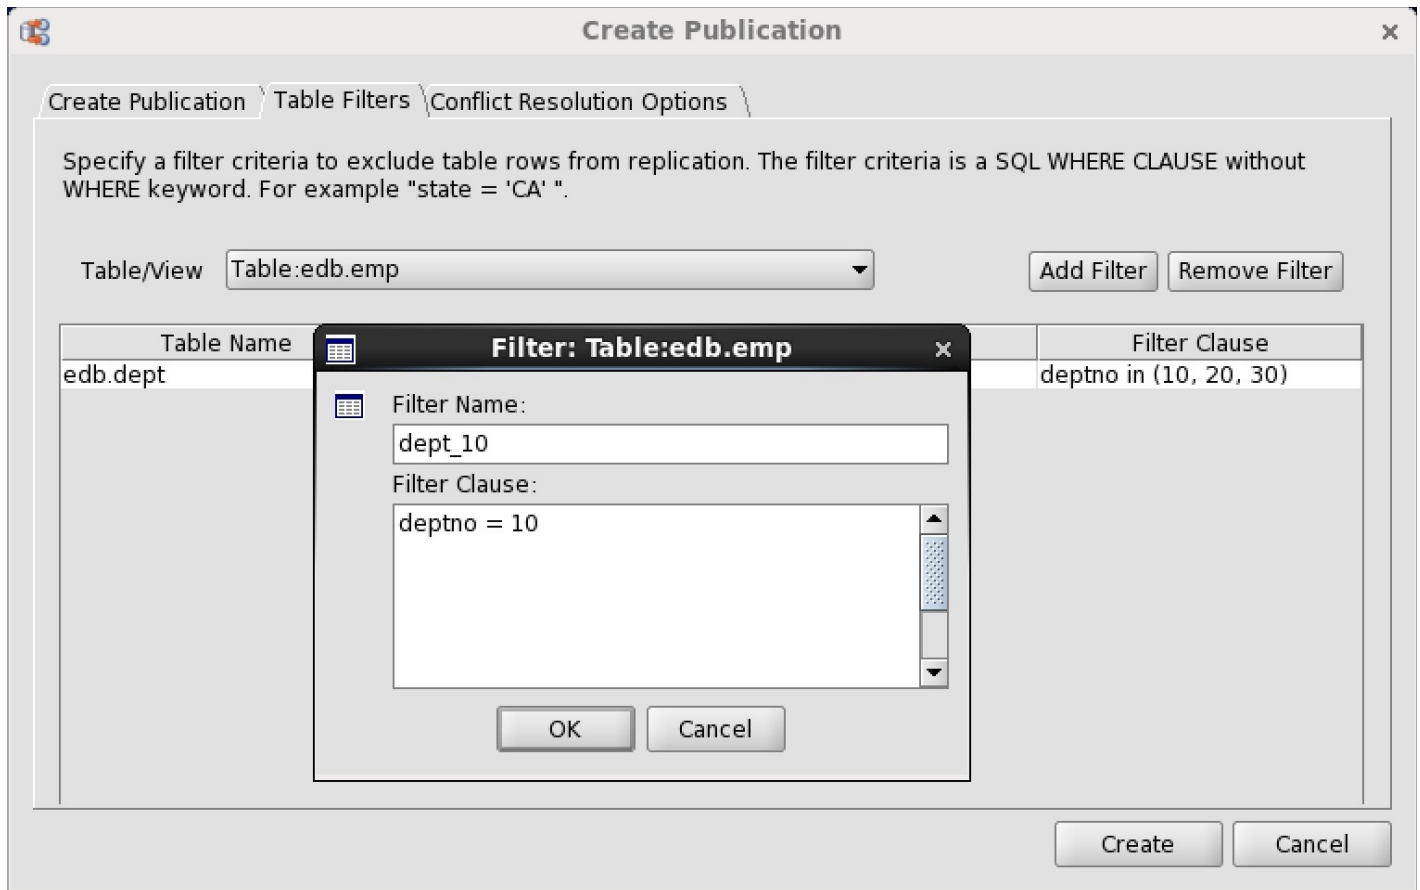 Create Publication
Create Publication Table Filters Conflict Resolution Options
Specify a filter criteria to exclude table rows from replication. The filter criteria is a SQL WHERE CLAUSE without
WHERE keyword. For example "state = 'CA' ".
Table/View Table:edb.emp Add Filter Remove Filter
Table Name Filter Clause
edb.dept deptno in (10, 20, 30)
Filter: Table:edb.emp
Filter Name:
dept_10
Filter Clause:
deptno = 10
OK Cancel
Create Cancel